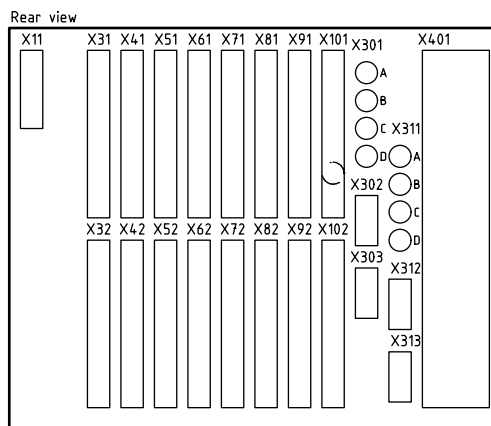 Rear view
X11 X31 X41 X51 X61 X71 X81 X91 X101 X301 X401
A
B
C X311
D A
X302 B
C
X32 X42 X52 X62 X72 X82 X92 X102 D
X303 X312
X313